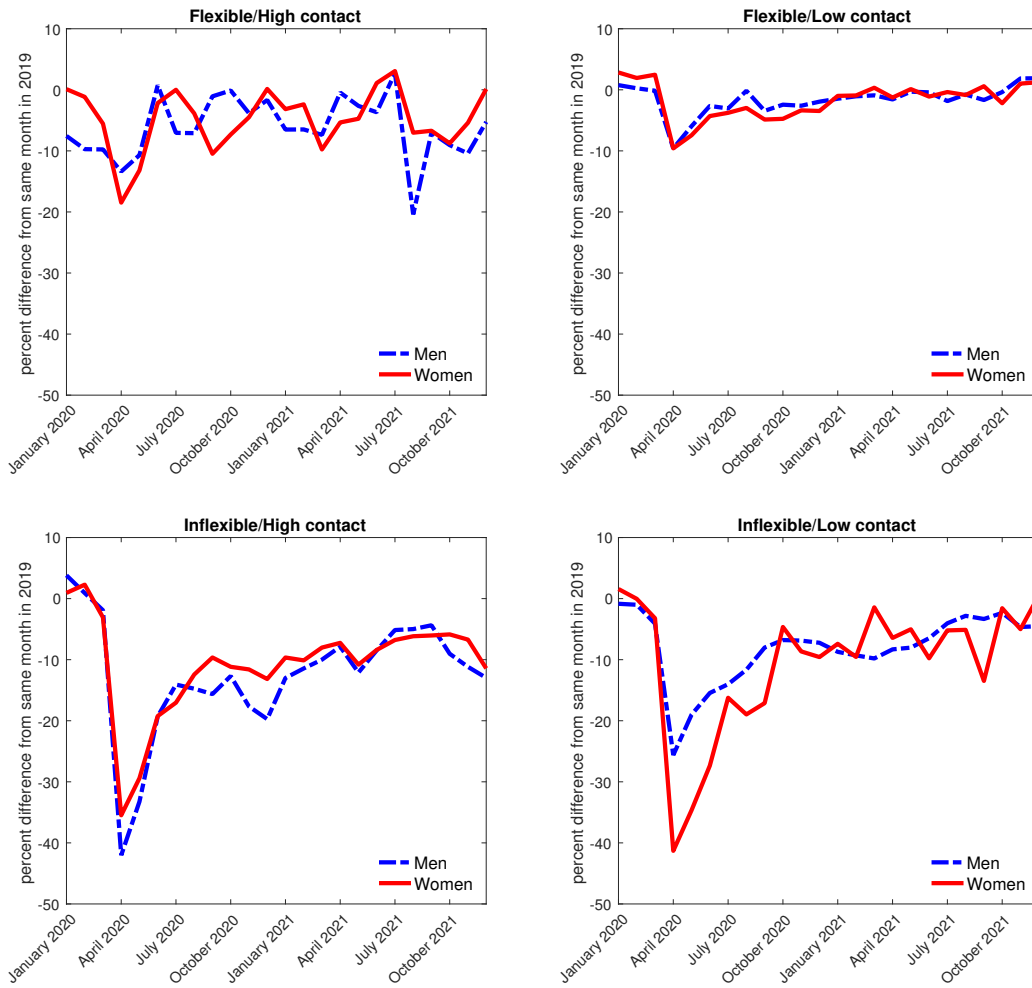 Flexible/High contact
percent difference from same month in 2019
10
0
-10
-20
-30
-40
-50
Men
Women
January 2020
April 2020
July 2020
October 2020
January 2021
April 2021
July 2021
October 2021
Flexible/Low contact
percent difference from same month in 2019
10
0
-10
-20
-30
-40
-50
Men
Women
January 2020
April 2020
July 2020
October 2020
January 2021
April 2021
July 2021
October 2021
Inflexible/High contact
percent difference from same month in 2019
10
0
-10
-20
-30
-40
-50
Men
Women
January 2020
April 2020
July 2020
October 2020
January 2021
April 2021
July 2021
October 2021
Inflexible/Low contact
percent difference from same month in 2019
10
0
-10
-20
-30
-40
-50
Men
Women
January 2020
April 2020
July 2020
October 2020
January 2021
April 2021
July 2021
October 2021